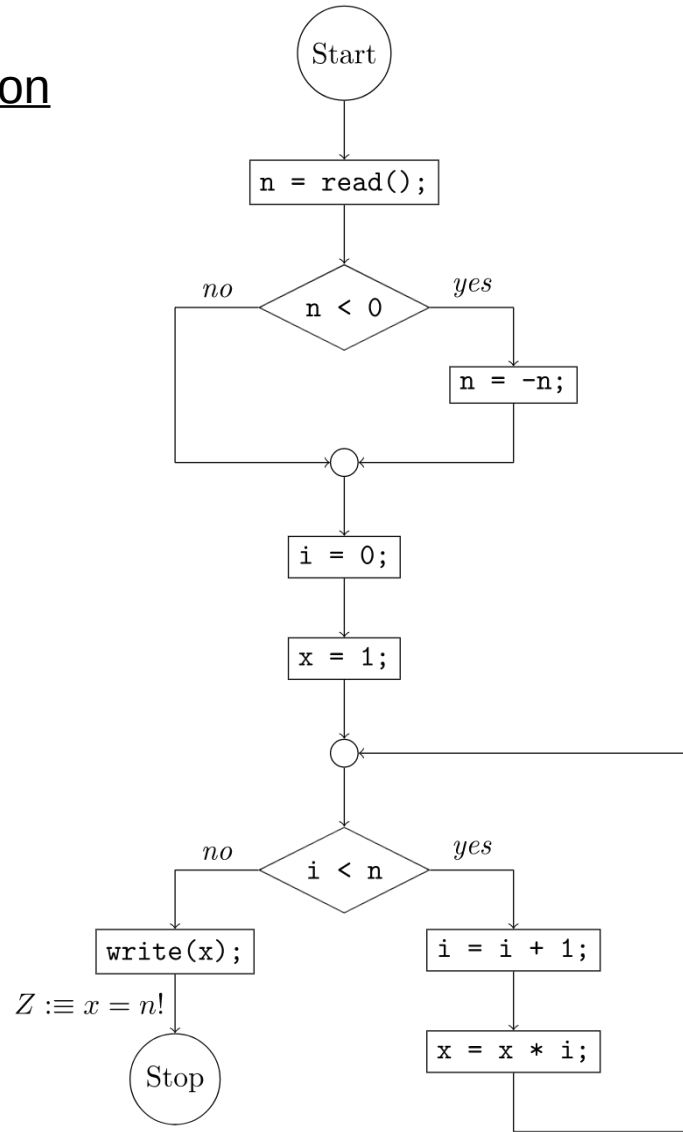 on
Start
n = read();
no
yes
n < 0
n = -n;
i = 0;
x = 1;
no
yes
i < n
write(x);
i = i + 1;
Z :≡ x = n!
x = x * i;
Stop